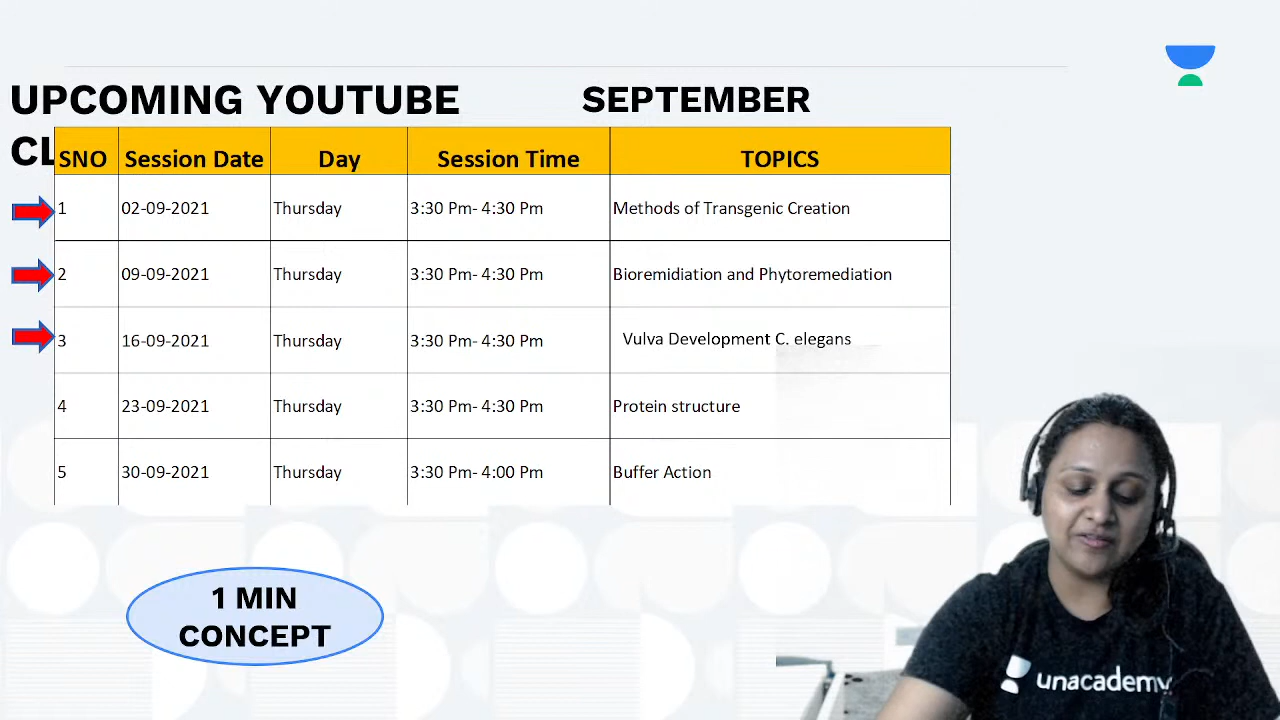 UPCOMING YOUTUBE
CL
SEPTEMBER
SNO Session Date Day Session Time TOPICS
1 02-09-2021 Thursday 3:30 Pm- 4:30 Pm Methods of Transgenic Creation
2 09-09-2021 Thursday 3:30 Pm- 4:30 Pm Bioremidiation and Phytoremediation
3 16-09-2021 Thursday 3:30 Pm- 4:30 Pm Vulva Development C. elegans
4 23-09-2021 Thursday 3:30 Pm- 4:30 Pm Protein structure
5 30-09-2021 Thursday 3:30 Pm- 4:00 Pm Buffer Action
1 MIN
CONCEPT
unacademy